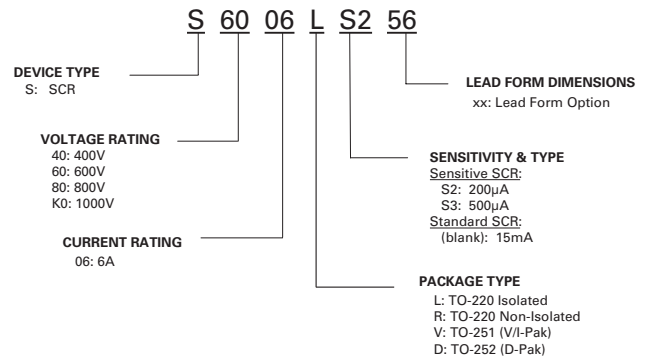 S 60 06 L S2 56
DEVICE TYPE
S: SCR
VOLTAGE RATING
40: 400V
60: 600V
80: 800V
K0: 1000V
CURRENT RATING
06: 6A
LEAD FORM DIMENSIONS
xx: Lead Form Option
SENSITIVITY & TYPE
Sensitive SCR:
S2: 200µA
S3: 500µA
Standard SCR:
(blank): 15mA
PACKAGE TYPE
L: TO-220 Isolated
R: TO-220 Non-Isolated
V: TO-251 (V/I-Pak)
D: TO-252 (D-Pak)